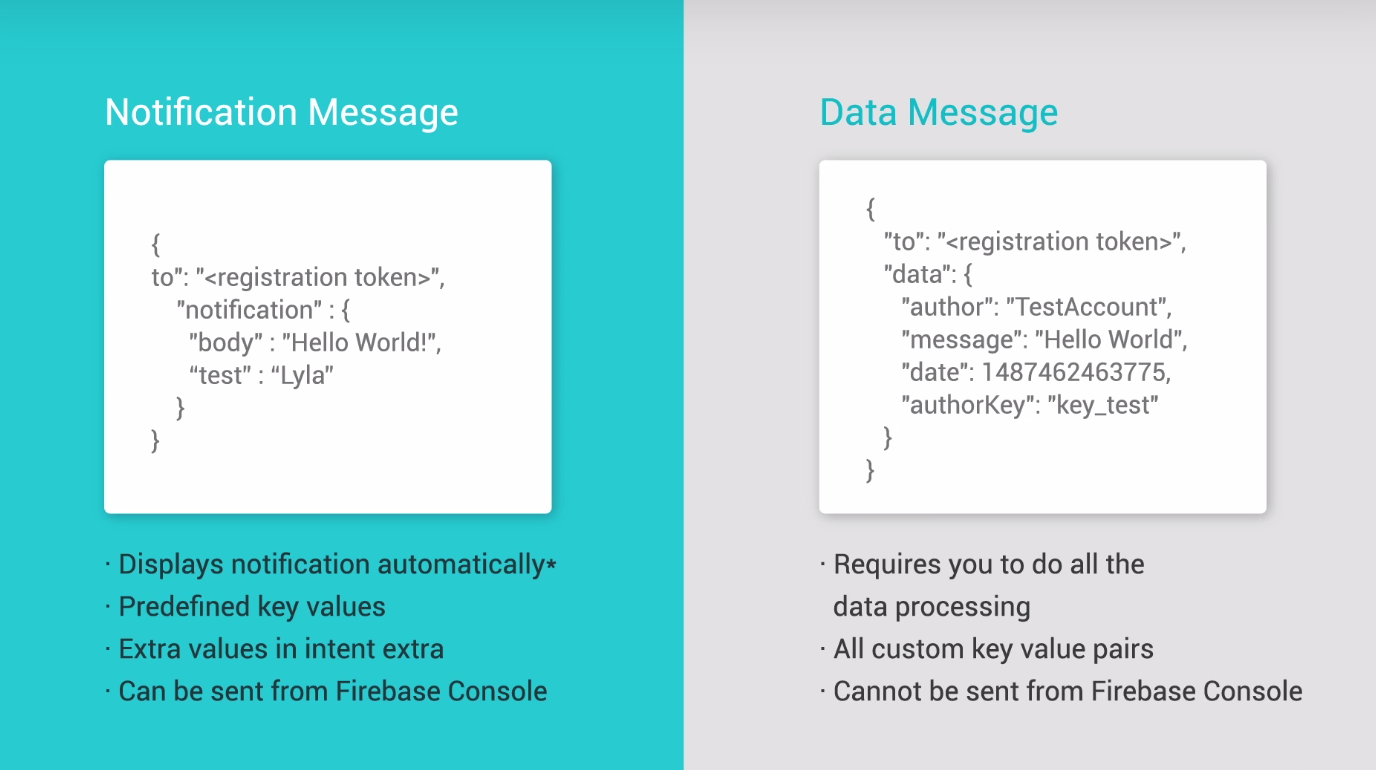 Notification Message
{
to": "<registration token>",
"notification" : {
"body" : "Hello World!",
“test" : “Lyla”
}
}
· Displays notification automatically*
· Predefined key values
· Extra values in intent extra
· Can be sent from Firebase Console
Data Message
{
"to": "<registration token>",
"data": {
"author": "TestAccount",
"message": "Hello World",
"date": 1487462463775,
"authorKey": "key_test"
}
}
· Requires you to do all the
data processing
· All custom key value pairs
· Cannot be sent from Firebase Console